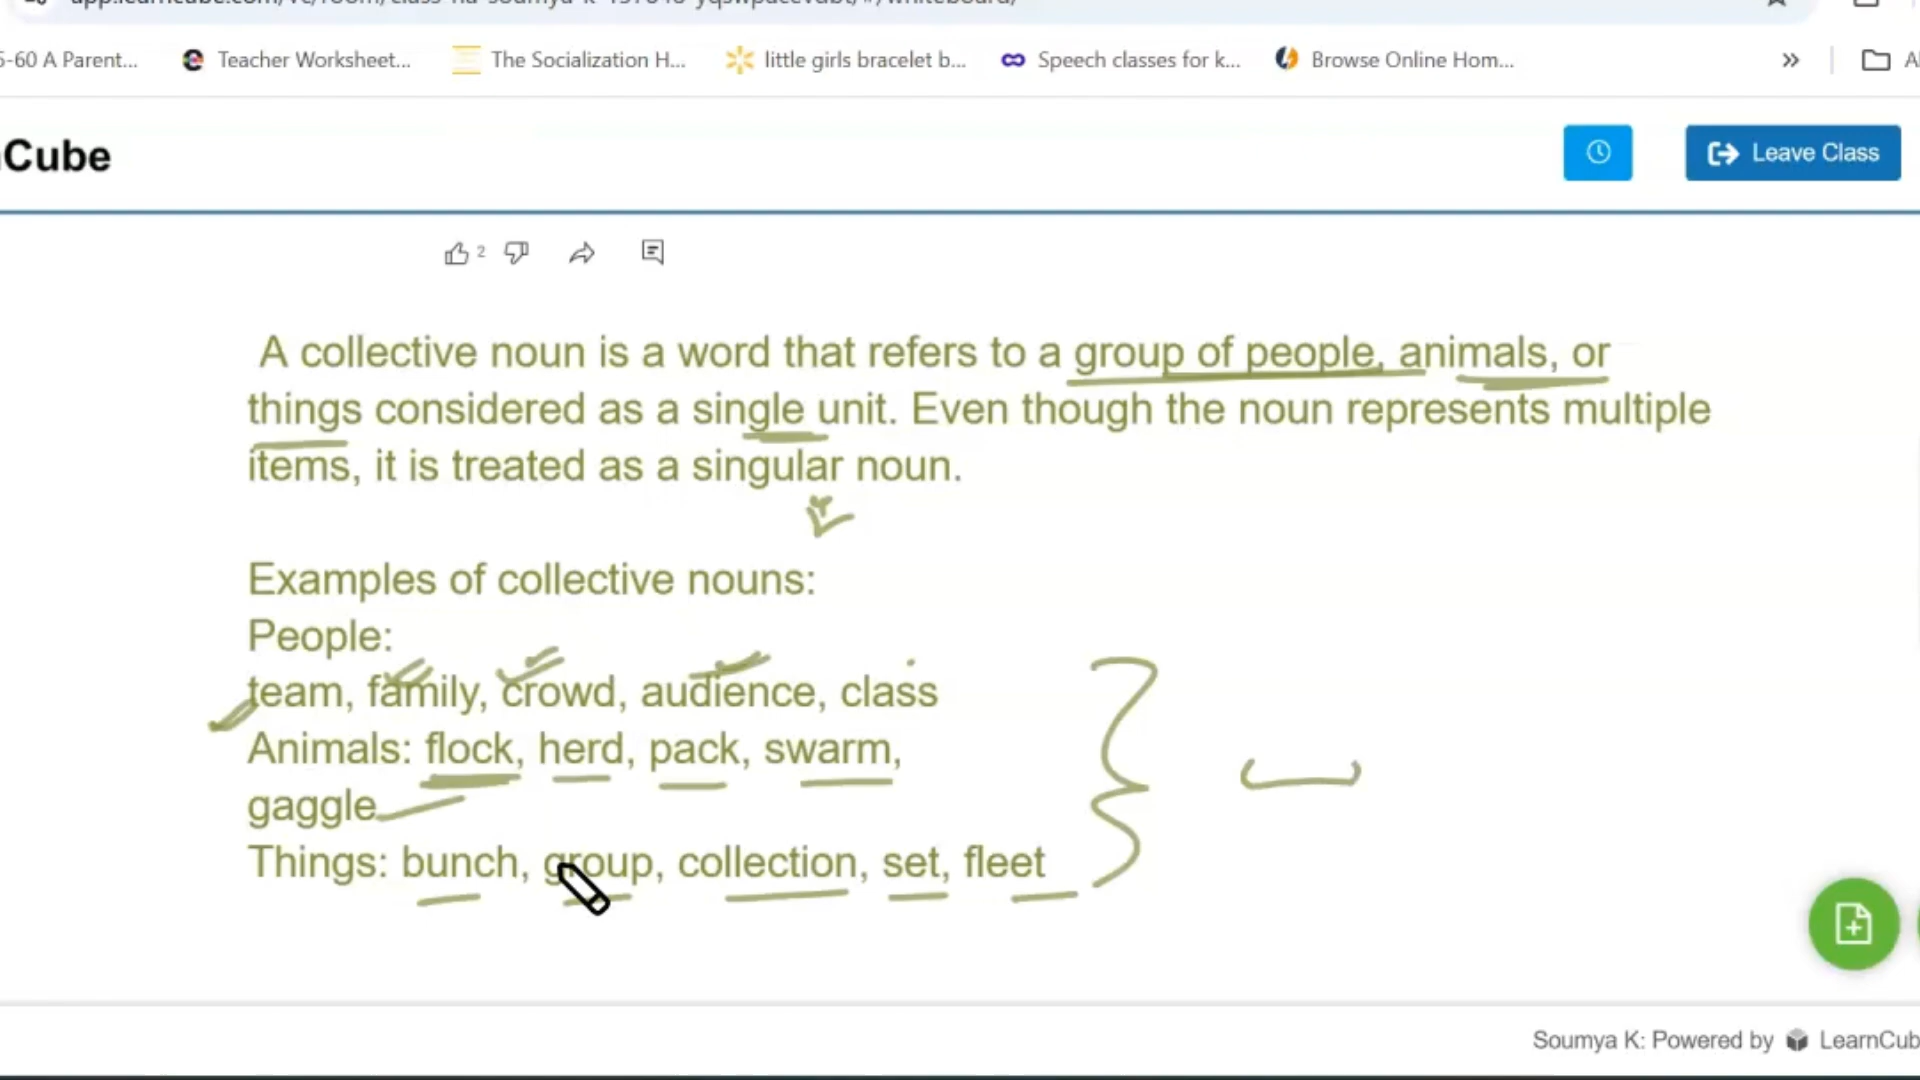 5-60 A Parent... Teacher Worksheet... The Socialization H... little girls bracelet b... Speech classes for k... Browse Online Hom... »
Cube Leave Class
2
A collective noun is a word that refers to a group of people, animals, or
things considered as a single unit. Even though the noun represents multiple
items, it is treated as a singular noun.
Examples of collective nouns:
People:
team, family, crowd, audience, class
Animals: flock, herd, pack, swarm,
gaggle
Things: bunch, group, collection, set, fleet
Soumya K: Powered by LearnCub